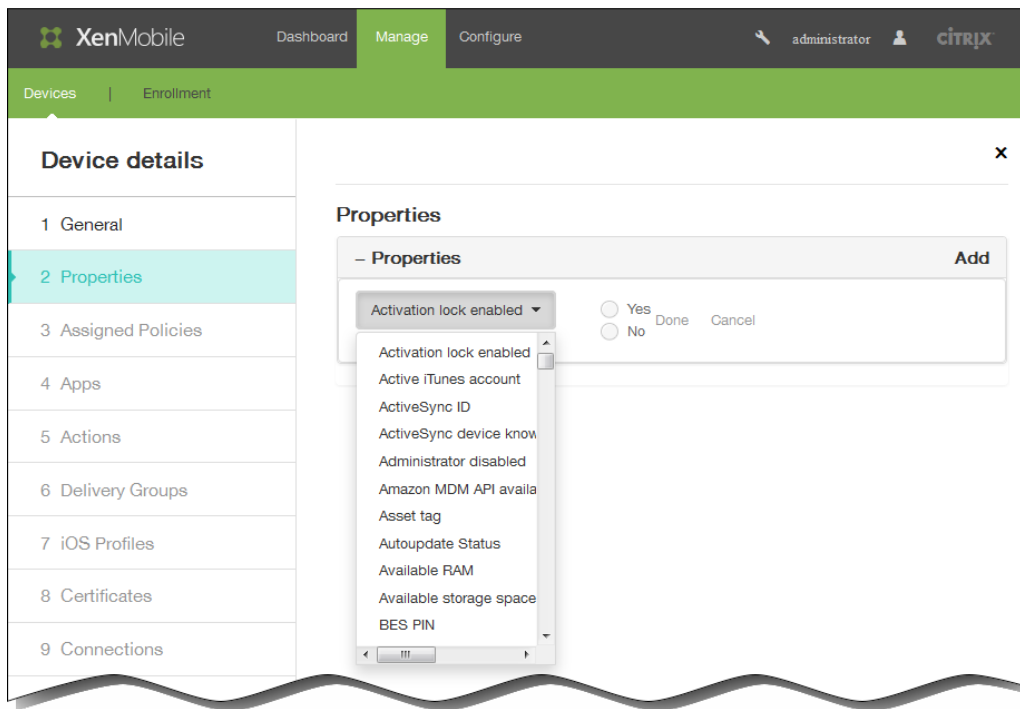 XenMobile Dashboard Manage Configure administrator CİTRIX
Devices | Enrollment
Device details
1 General
2 Properties
3 Assigned Policies
4 Apps
5 Actions
6 Delivery Groups
7 iOS Profiles
8 Certificates
9 Connections
x
Properties
– Properties Add
Activation lock enabled
Yes
No
Done Cancel
Activation lock enabled
Active iTunes account
ActiveSync ID
ActiveSync device know
Administrator disabled
Amazon MDM API availa
Asset tag
Autoupdate Status
Available RAM
Available storage space
BES PIN